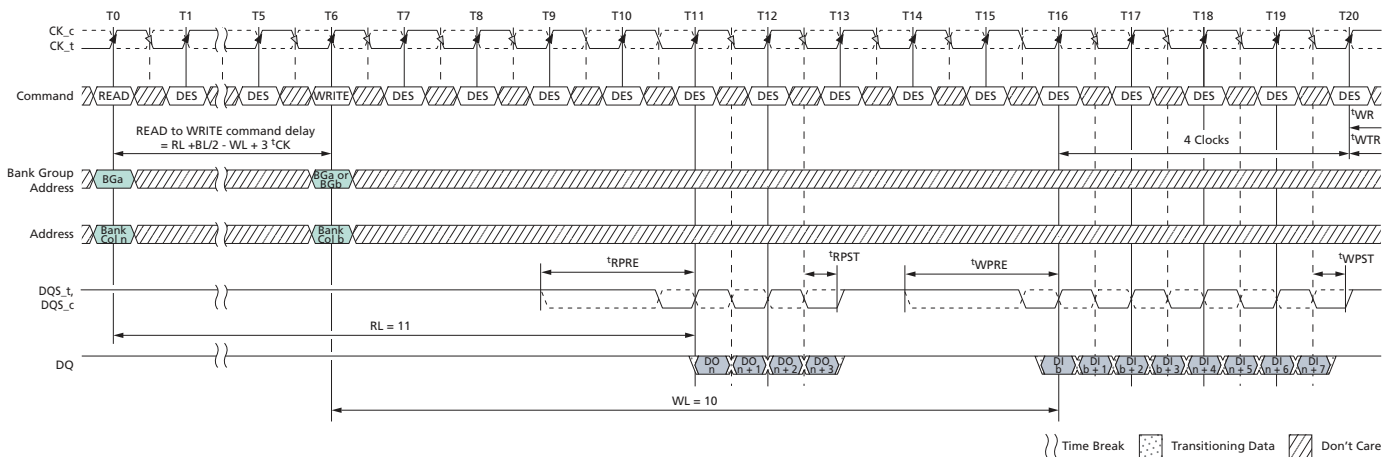 T0 T1 T5 T6 T7 T8 T9 T10 T11 T12 T13 T14 T15 T16 T17 T18 T19 T20
CK_c
CK_t
Command READ DES DES WRITE DES DES DES DES DES DES DES DES DES DES DES DES DES DES
tWR
READ to WRITE command delay
= RL +BL/2 - WL + 3 tCK
4 Clocks
tWTR
Bank Group
Address
BGa
BGa or
BGb
Address
Bank
Col n
Bank
Col b
tRPRE tRPST tWPRE tWPST
DQS_t,
DQS_c
RL = 11
DQ
DO
n
DO
n + 1
DO
n + 2
DO
n + 3
DI
b
DI
b + 1
DI
b + 2
DI
b + 3
DI
n + 4
DI
n + 5
DI
n + 6
DI
n + 7
WL = 10
Time Break Transitioning Data Don't Care